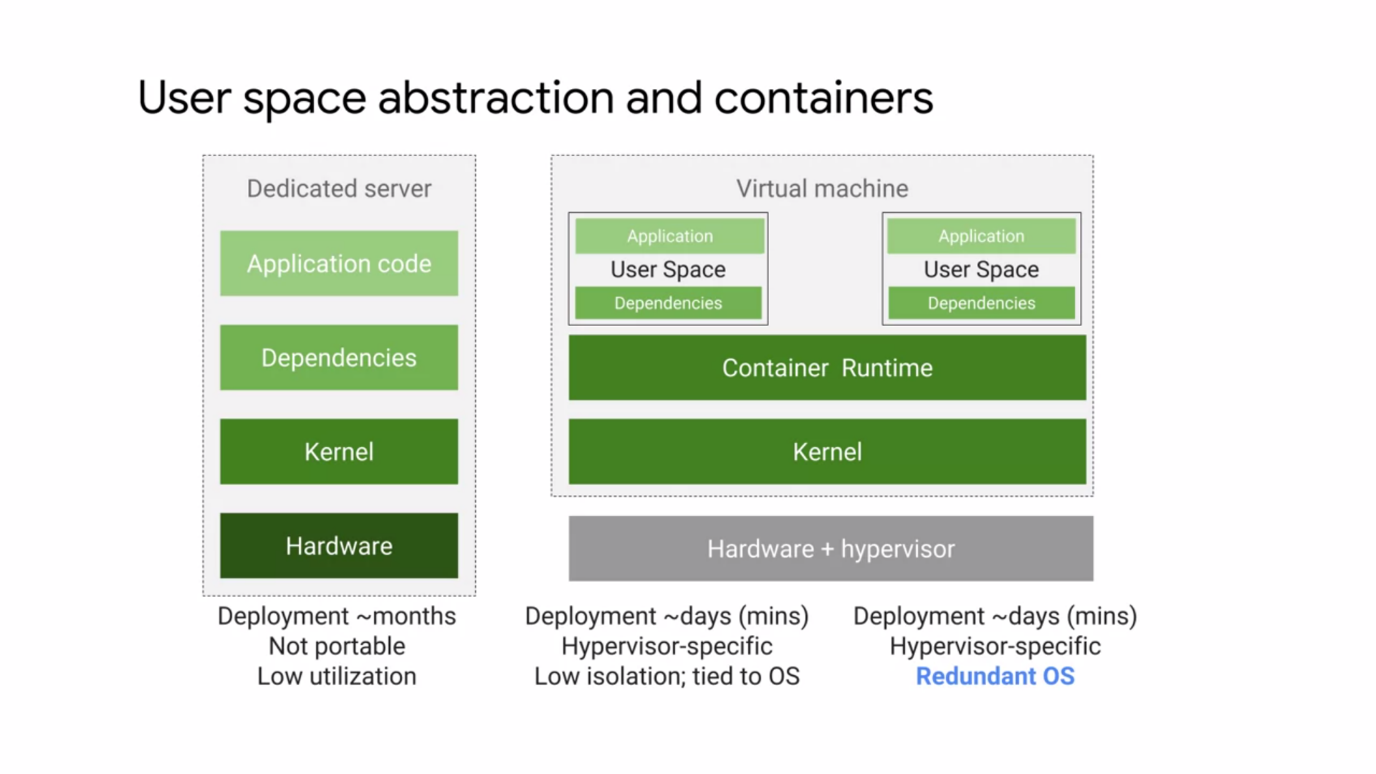 User space abstraction and containers
Dedicated server
Application code
Dependencies
Kernel
Hardware
Deployment ~months
Not portable
Low utilization
Virtual machine
Application
User Space
Dependencies
Application
User Space
Dependencies
Container Runtime
Kernel
Hardware + hypervisor
Deployment ~days (mins)
Hypervisor-specific
Low isolation; tied to OS
Deployment ~days (mins)
Hypervisor-specific
Redundant OS